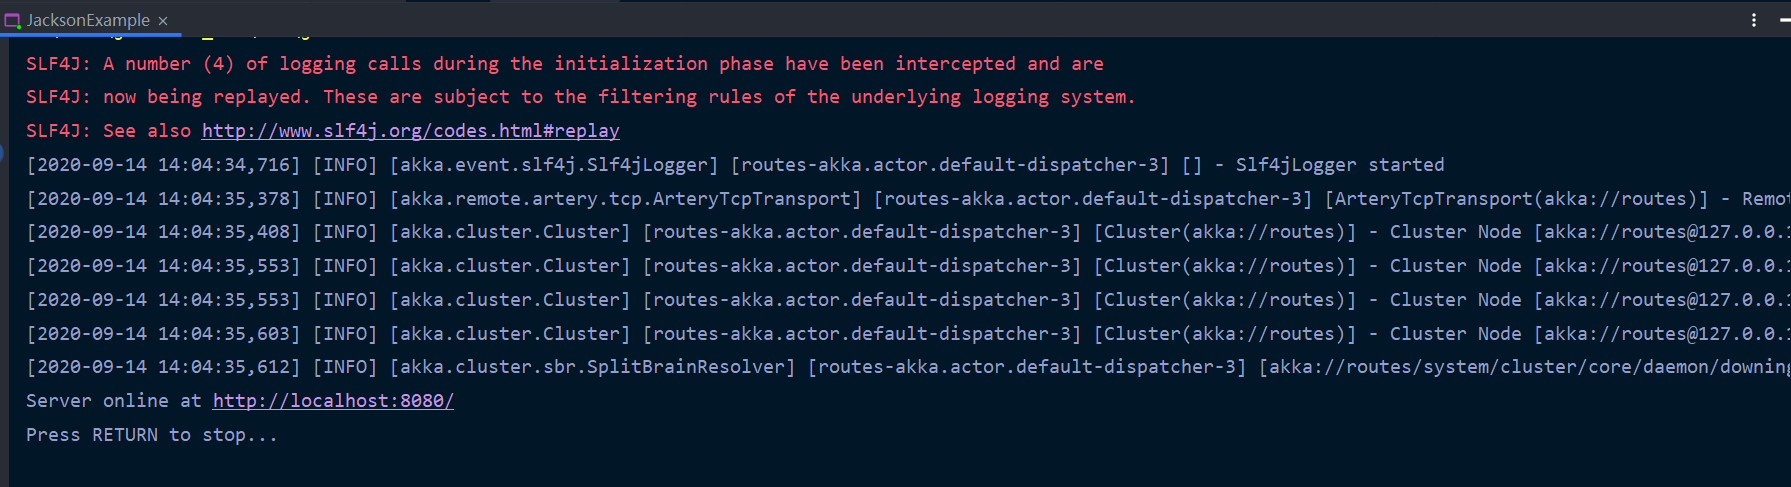 JacksonExample
SLF4J: A number (4) of logging calls during the initialization phase have been intercepted and are
SLF4J: now being replayed. These are subject to the filtering rules of the underlying logging system.
SLF4J: See also http://www.slf4j.org/codes.html#replay
[2020-09-14 14:04:34,716] [INFO] [akka.event.slf4j.Slf4jLogger] [routes-akka.actor.default-dispatcher-3] [] - Slf4jLogger started
[2020-09-14 14:04:35,378] [INFO] [akka.remote.artery.tcp.ArteryTcpTransport] [routes-akka.actor.default-dispatcher-3] [ArteryTcpTransport(akka://routes)] - Remot
[2020-09-14 14:04:35,408] [INFO] [akka.cluster.Cluster] [routes-akka.actor.default-dispatcher-3] [Cluster(akka://routes)] - Cluster Node [akka://routes@127.0.0.1
[2020-09-14 14:04:35,553] [INFO] [akka.cluster.Cluster] [routes-akka.actor.default-dispatcher-3] [Cluster(akka://routes)] - Cluster Node [akka://routes@127.0.0.1
[2020-09-14 14:04:35,553] [INFO] [akka.cluster.Cluster] [routes-akka.actor.default-dispatcher-3] [Cluster(akka://routes)] - Cluster Node [akka://routes@127.0.0.1
[2020-09-14 14:04:35,603] [INFO] [akka.cluster.Cluster] [routes-akka.actor.default-dispatcher-3] [Cluster(akka://routes)] - Cluster Node [akka://routes@127.0.0.1
[2020-09-14 14:04:35,612] [INFO] [akka.cluster.sbr.SplitBrainResolver] [routes-akka.actor.default-dispatcher-3] [akka://routes/system/cluster/core/daemon/downing
Server online at http://localhost:8080/
Press RETURN to stop...